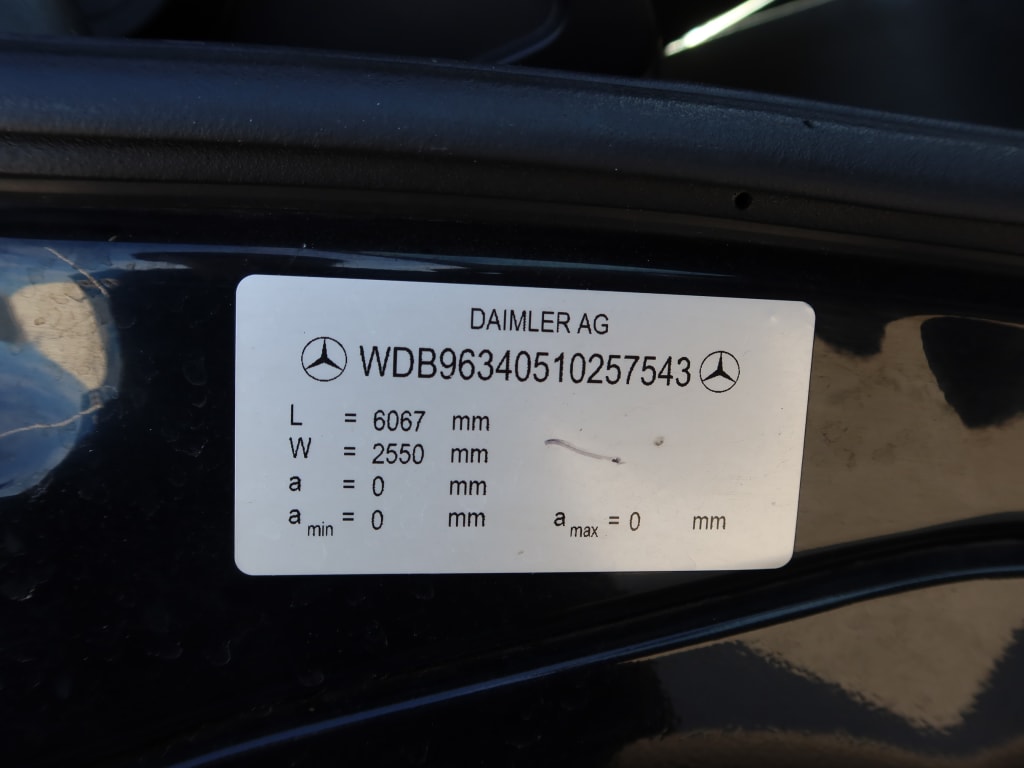 DAIMLER AG
WDB96340510257543
L = 6067 mm
W = 2550 mm
a = 0 mm
a min = 0 mm a max = 0 mm